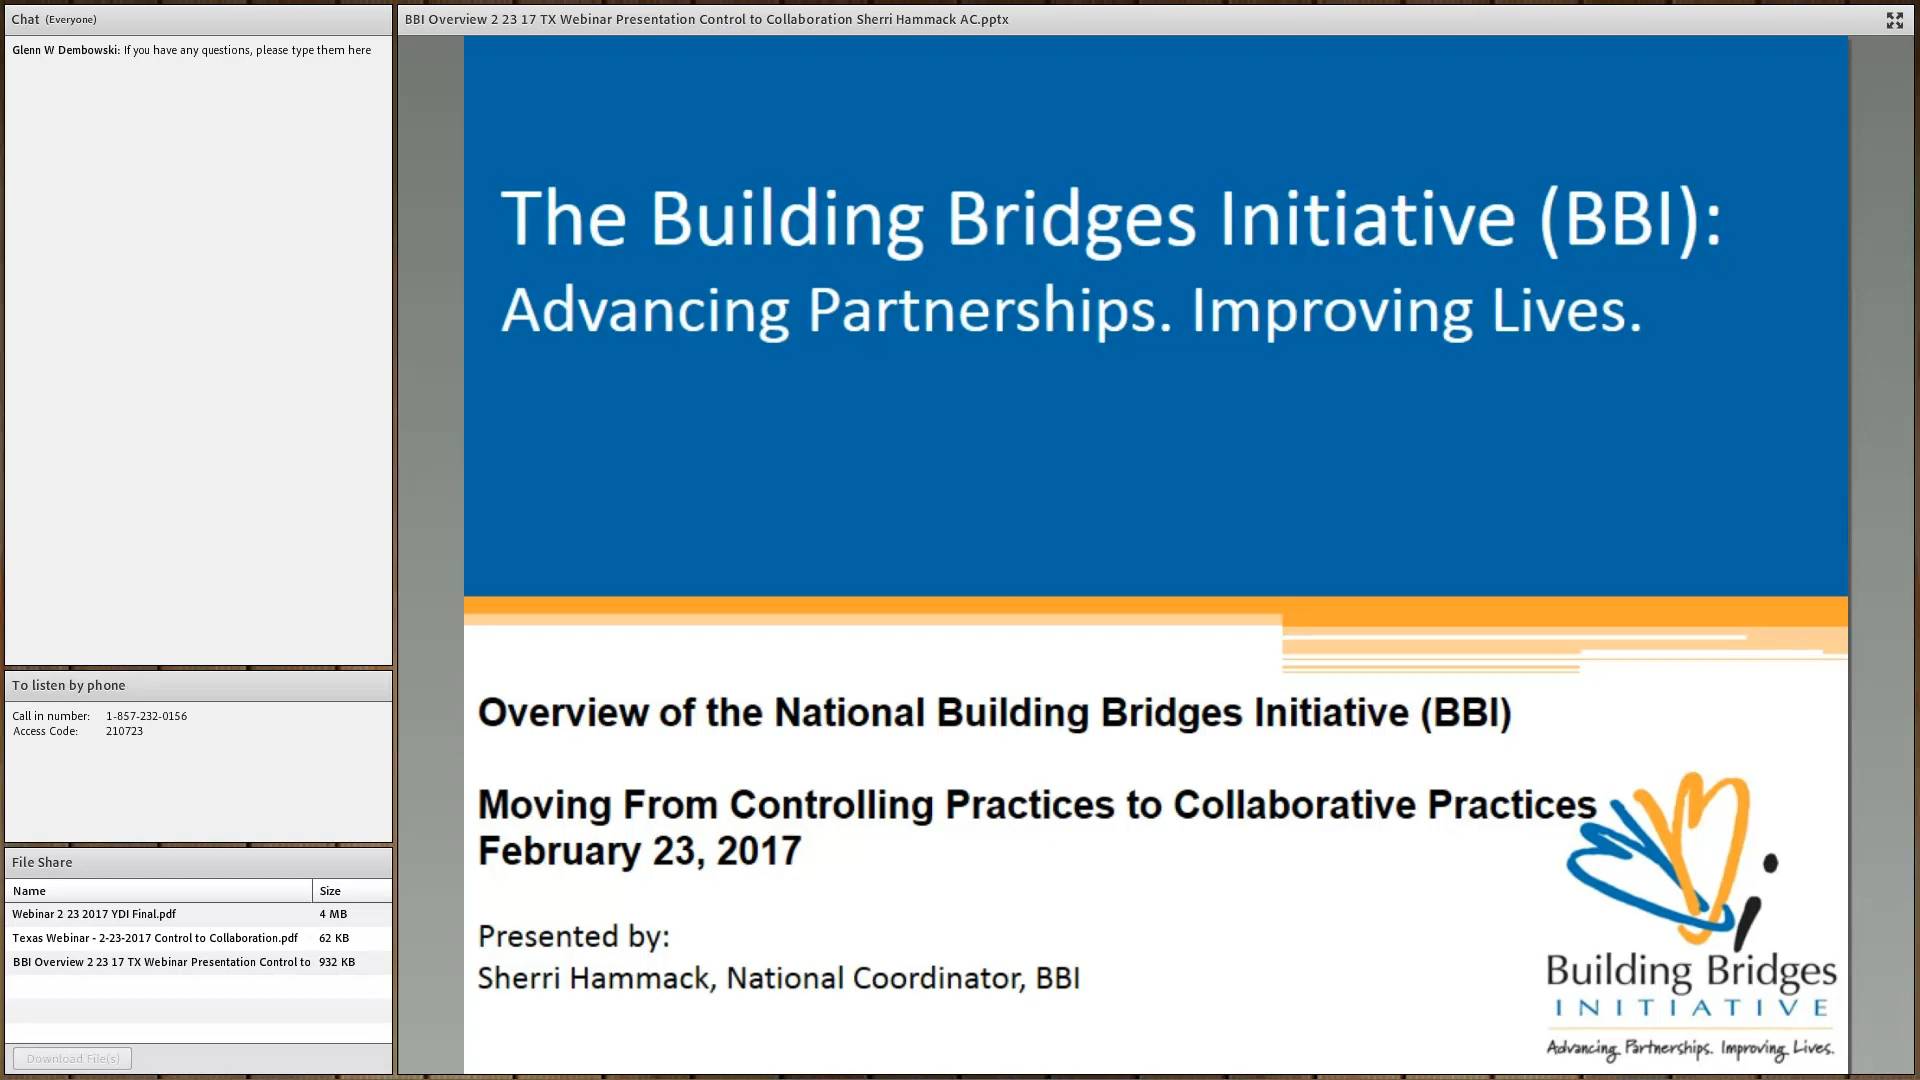 Chat (Everyone)
Glenn W Dembowski: If you have any questions, please type them here
To listen by phone
Call in number: 1-857-232-0156
Access Code: 210723
File Share
Name Size
Webinar 2 23 2017 YDI Final.pdf 4 MB
Texas Webinar - 2-23-2017 Control to Collaboration.pdf 62 KB
BBI Overview 2 23 17 TX Webinar Presentation Control to 932 KB
Download File(s)
BBI Overview 2 23 17 TX Webinar Presentation Control to Collaboration Sherri Hammack AC.pptx
The Building Bridges Initiative (BBI):
Advancing Partnerships. Improving Lives.
Overview of the National Building Bridges Initiative (BBI)
Moving From Controlling Practices to Collaborative Practices
February 23, 2017
Presented by:
Sherri Hammack, National Coordinator, BBI
Building Bridges
INITIATIVE
Advancing Partnerships. Improving Lives.